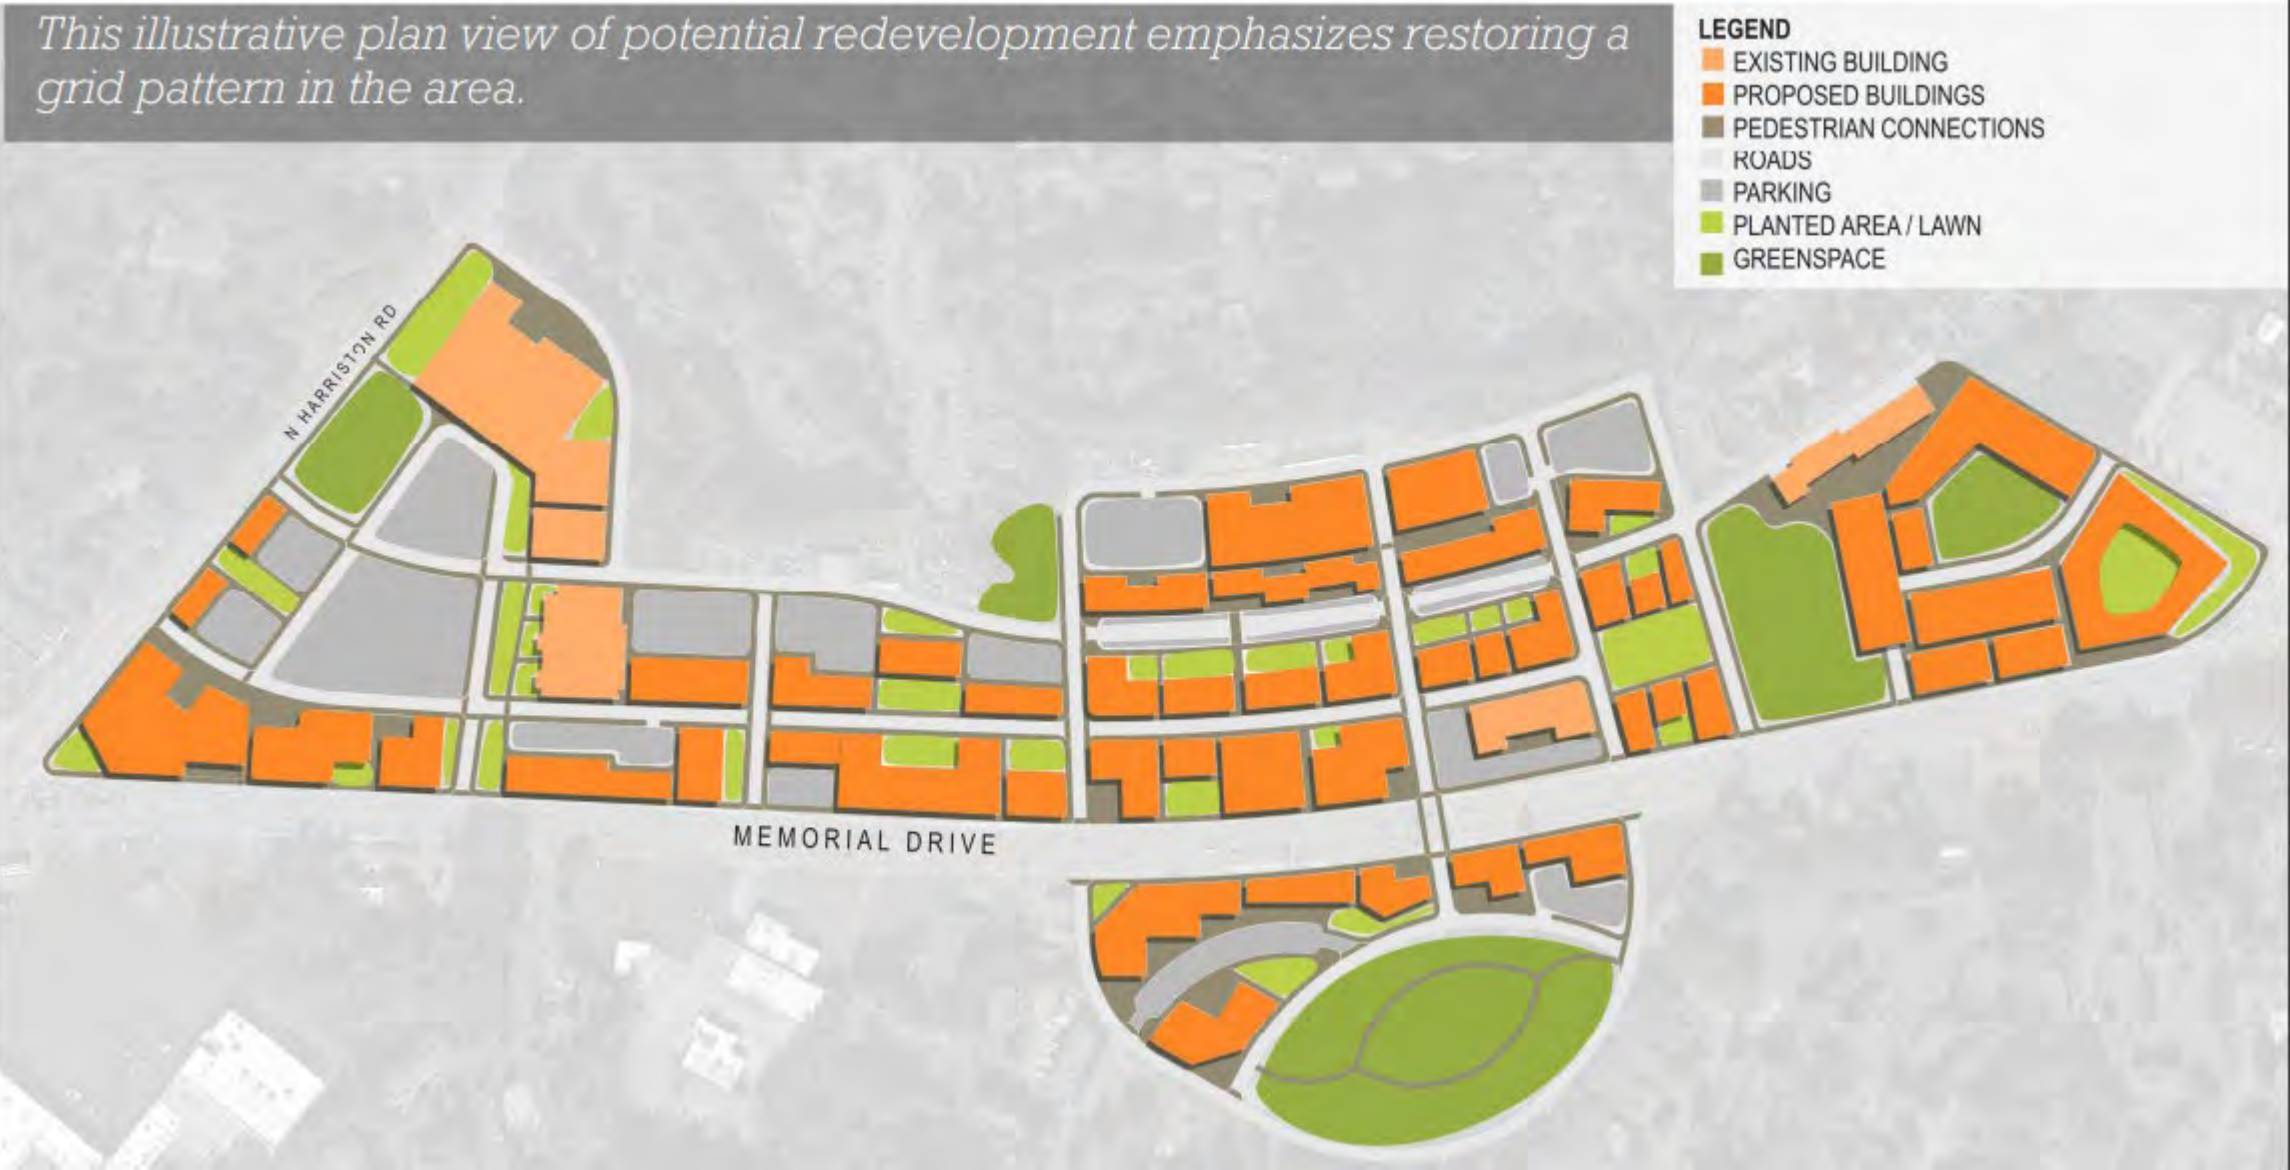 This illustrative plan view of potential redevelopment emphasizes restoring a
grid pattern in the area.
LEGEND
EXISTING BUILDING
PROPOSED BUILDINGS
PEDESTRIAN CONNECTIONS
ROADS
PARKING
PLANTED AREA / LAWN
GREENSPACE
N HARRISTON RD
MEMORIAL DRIVE